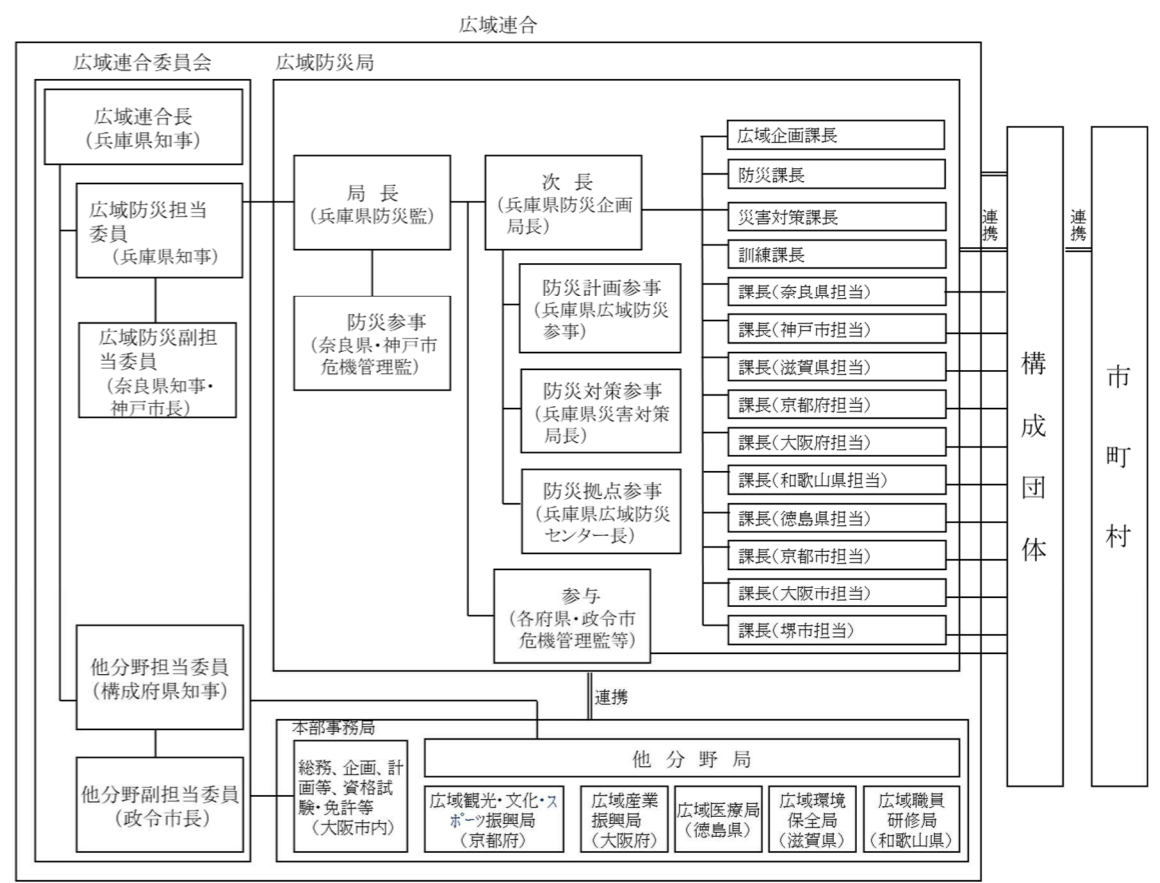 広域連合
広域連合委員会
広域連合長
(兵庫県知事)
広域防災担当
委員
(兵庫県知事)
広域防災副担
当委員
(奈良県知事・
神戸市長)
他分野担当委員
(構成府県知事)
他分野副担当委員
(政令市長)
広域防災局
局 長
(兵庫県防災監)
防災参事
(奈良県・神戸市
危機管理監)
次 長
(兵庫県防災企画
局長)
防災計画参事
(兵庫県広域防災
参事)
防災対策参事
(兵庫県災害対策
局長)
防災拠点参事
(兵庫県広域防災
センター長)
参与
(各府県・政令市
危機管理監等)
広域企画課長
防災課長
災害対策課長
訓練課長
課長(奈良県担当)
課長(神戸市担当)
課長(滋賀県担当)
課長(京都府担当)
課長(大阪府担当)
課長(和歌山県担当)
課長(徳島県担当)
課長(京都市担当)
課長(大阪市担当)
課長(堺市担当)
連携
構成団体
連携
市町村
連携
本部事務局
総務、企画、計
画等、資格試
験・免許等
(大阪市内)
他 分 野 局
広域観光・文化・ス
ポーツ振興局
(京都府)
広域産業
振興局
(大阪府)
広域医療局
(徳島県)
広域環境
保全局
(滋賀県)
広域職員
研修局
(和歌山県)